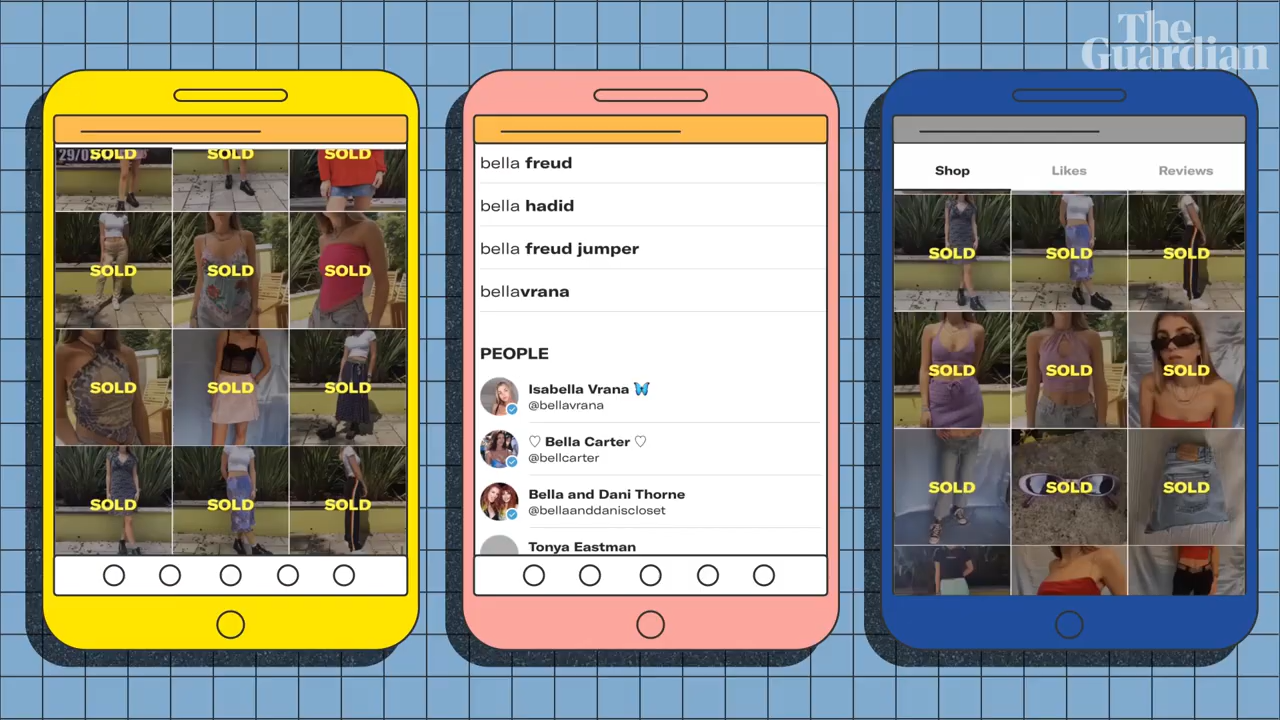 The
Guardian
29/0
SOLD
SOLD
SOLD
SOLD
SOLD
SOLD
SOLD
SOLD
SOLD
SOLD
SOLD
SOLD
bella freud
bella hadid
bella freud jumper
bellavrana
PEOPLE
Isabella Vrana 🦋
@bellavrana
♡ Bella Carter ♡
@bellcarter
Bella and Dani Thorne
@bellaanddaniscloset
Tonya Eastman
Shop
Likes
Reviews
SOLD
SOLD
SOLD
SOLD
SOLD
SOLD
SOLD
SOLD
SOLD